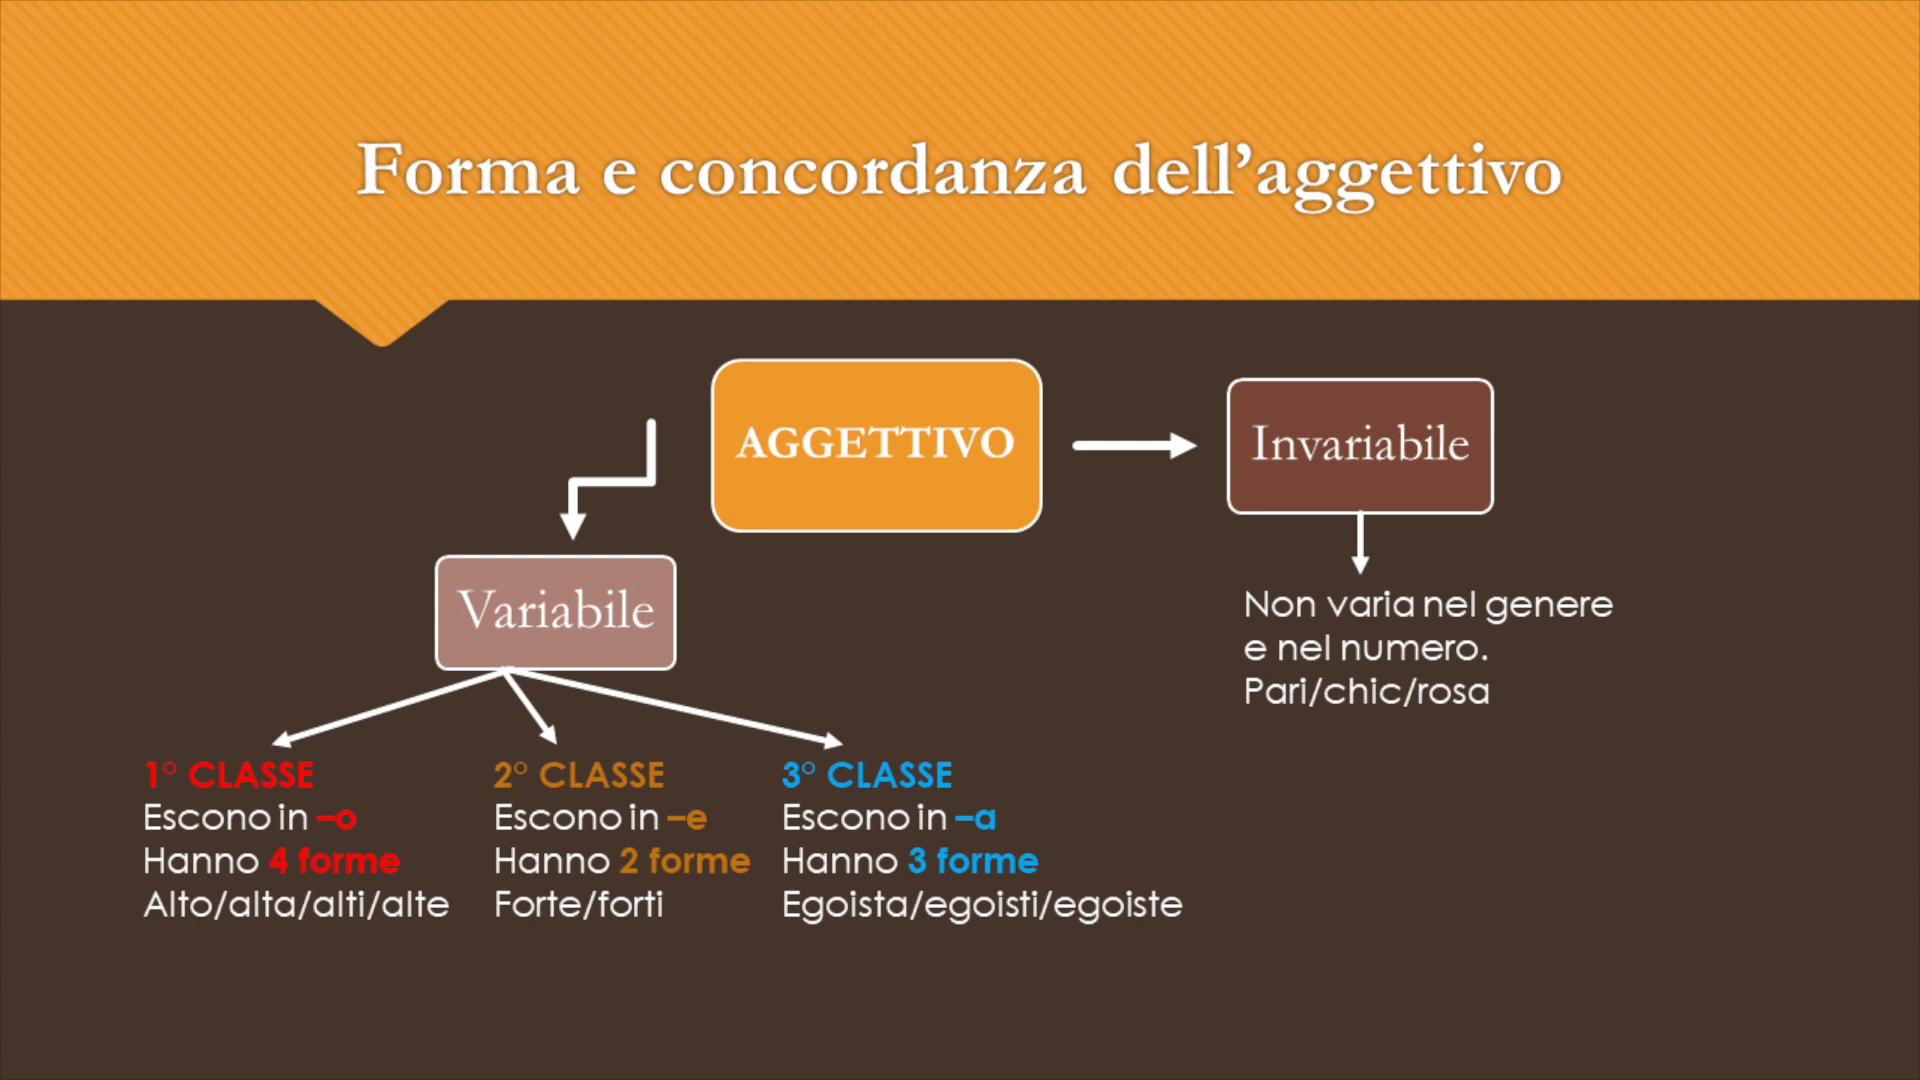 Forma e concordanza dell’aggettivo
AGGETTIVO
Invariabile
Variabile
Non varia nel genere
e nel numero.
Pari/chic/rosa
1° CLASSE
Escono in –o
Hanno 4 forme
Alto/alta/alti/alte
2° CLASSE
Escono in –e
Hanno 2 forme
Forte/forti
3° CLASSE
Escono in –a
Hanno 3 forme
Egoista/egoisti/egoiste